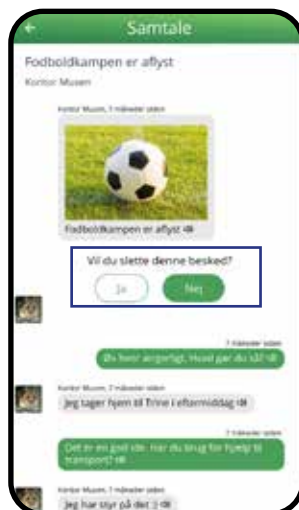 Samtale
Fodboldkampen er aflyst
Kontor Musen
Kontor Musen, 7 måneder siden
Fodboldkampen er aflyst
Vil du slette denne besked?
Ja
Nej
7 måneder siden
hvor ærgerligt. Hvad gør du så?
Kontor Musen, 7 måneder siden
Jeg tager hjem til Trine i eftermiddag
7 måneder siden
Det er en god ide. Har du brug for hjælp til
transport?
Kontor Musen, 7 måneder siden
Jeg har styr på det :)